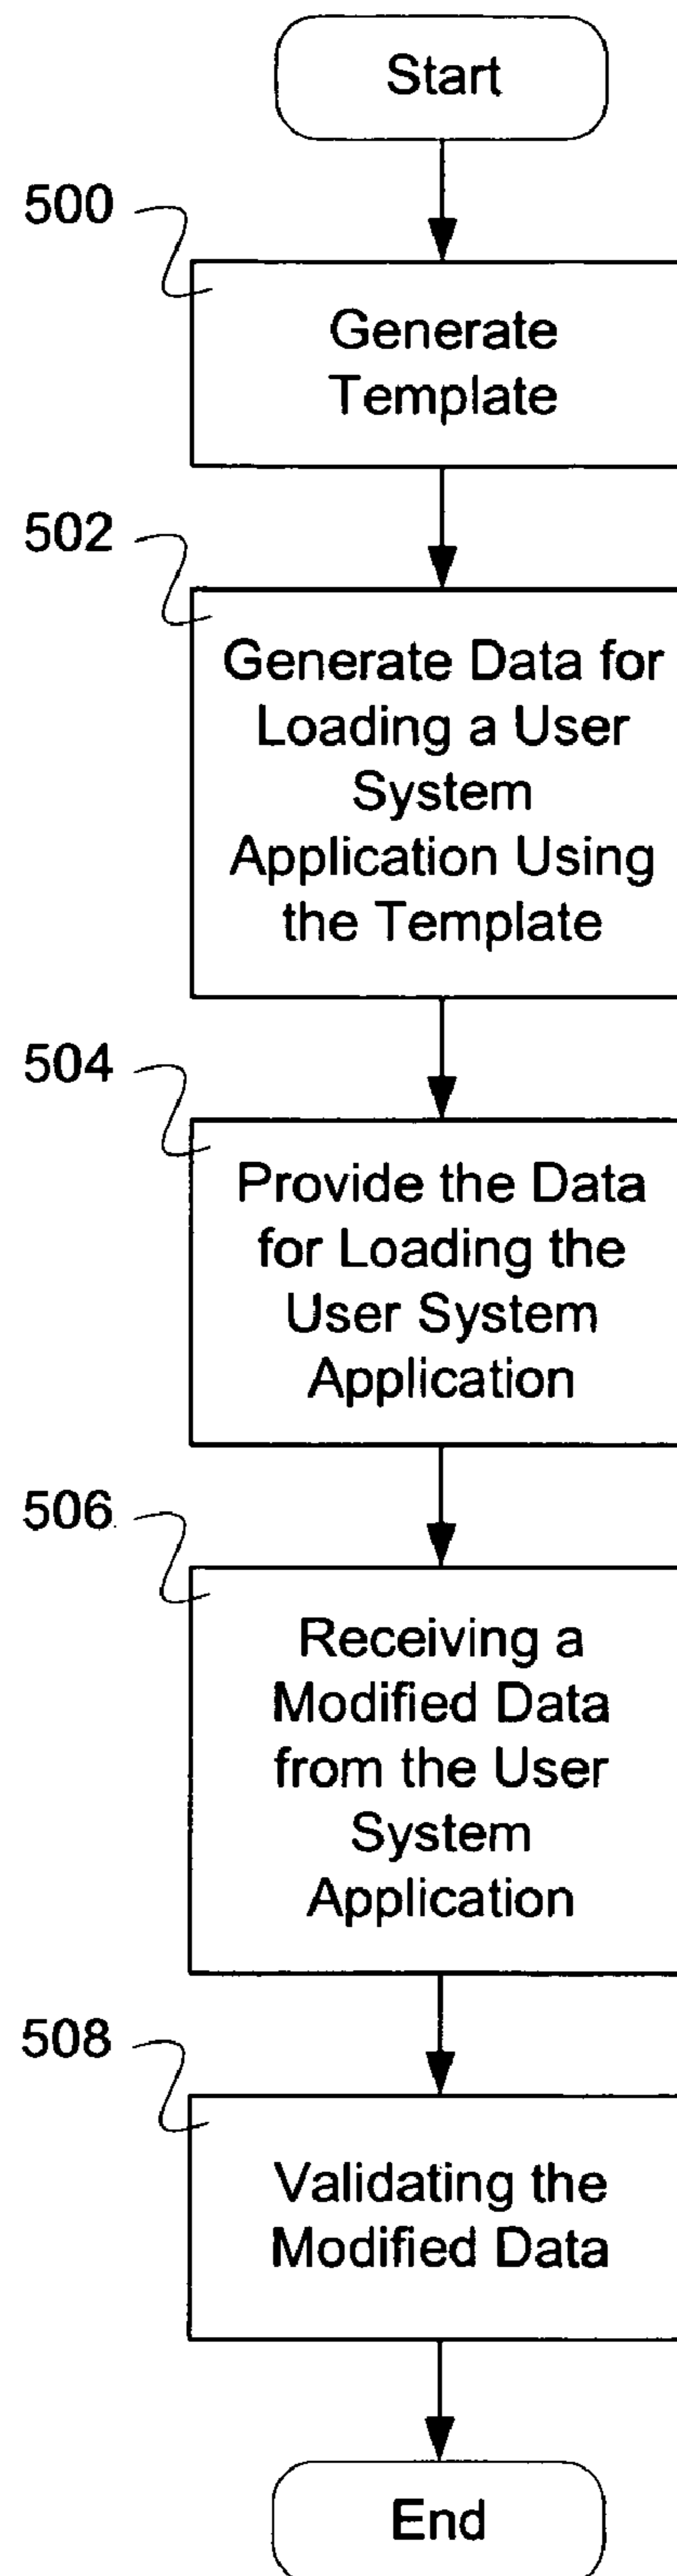 Start
500
Generate
Template
502
Generate Data for
Loading a User
System
Application Using
the Template
504
Provide the Data
for Loading the
User System
Application
506
Receiving a
Modified Data
from the User
System
Application
508
Validating the
Modified Data
End